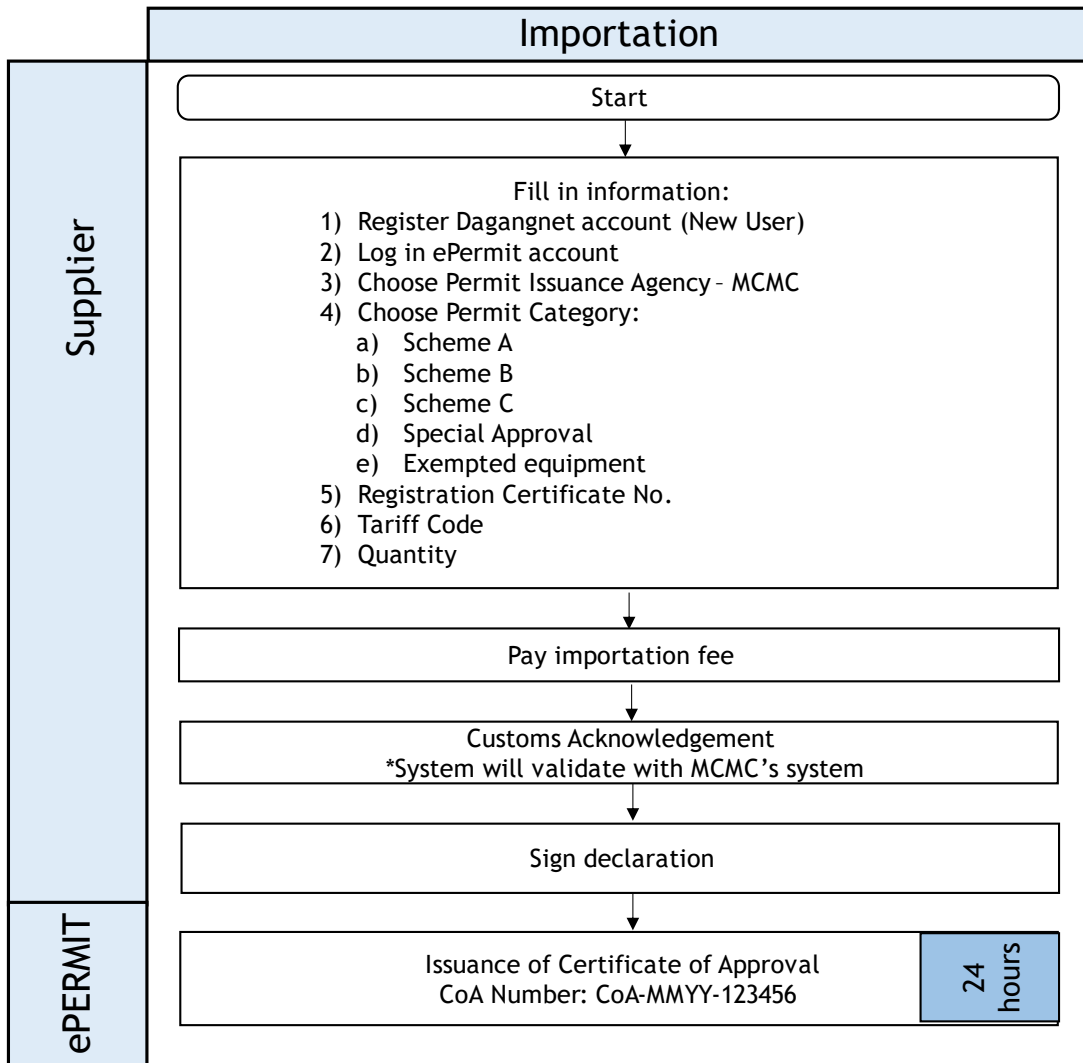 Importation
Supplier
Start
Fill in information:
1) Register Dagangnet account (New User)
2) Log in ePermit account
3) Choose Permit Issuance Agency – MCMC
4) Choose Permit Category:
a) Scheme A
b) Scheme B
c) Scheme C
d) Special Approval
e) Exempted equipment
5) Registration Certificate No.
6) Tariff Code
7) Quantity
Pay importation fee
Customs Acknowledgement
*System will validate with MCMC’s system
Sign declaration
ePERMIT
Issuance of Certificate of Approval
CoA Number: CoA-MMYY-123456
24
hours